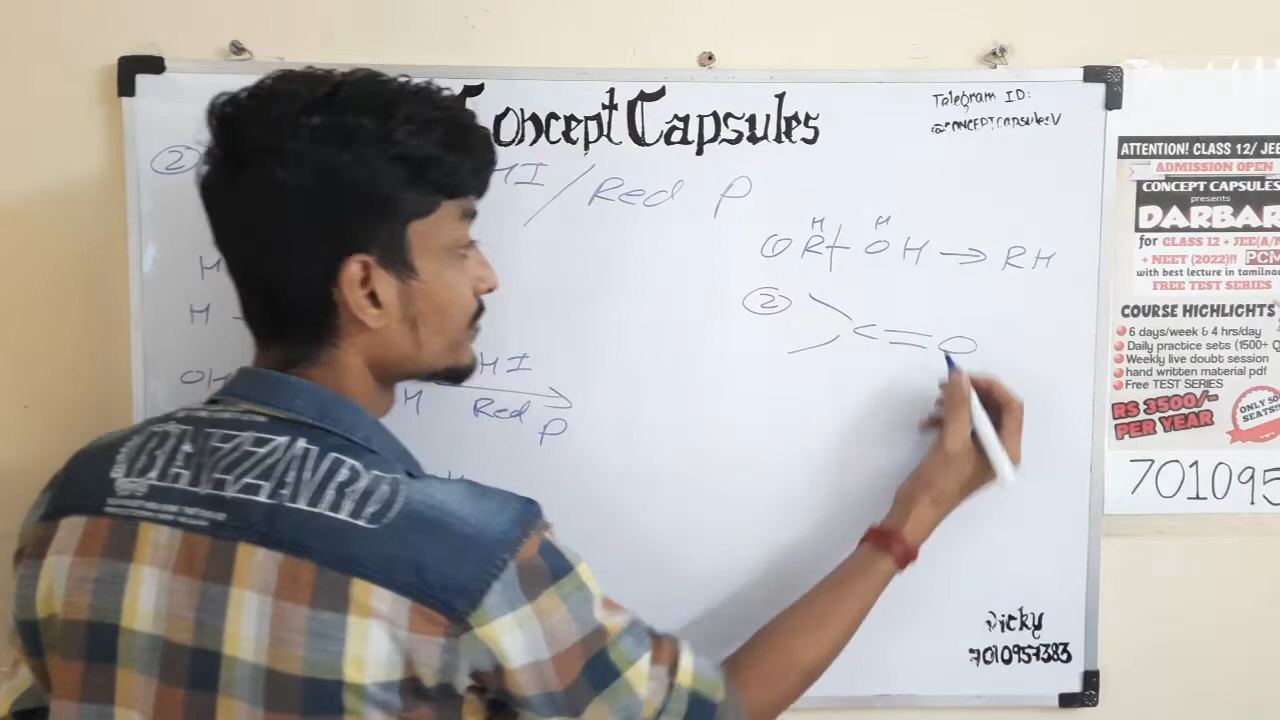 Concept Capsules
Telegram ID:
@CONCEPTCapsulesV
② HI/Red P
H
H
OH
H
HI
Red P
① R H + OH H → RH
② C=O
Vicky
7010957383
ATTENTION! CLASS 12/ JEE
ADMISSION OPEN
CONCEPT CAPSULES
presents
DARBAR
for CLASS 12 + JEE(A/
+ NEET (2022)!! PCM
with best lecture in tamilna
FREE TEST SERIES
COURSE HIGHLIGHTS
6 days/week & 4 hrs/day
Daily practice sets (1500+ Q
Weekly live doubt session
hand written material pdf
Free TEST SERIES
RS 3500/-
PER YEAR
ONLY 50
SEATS!!
701095